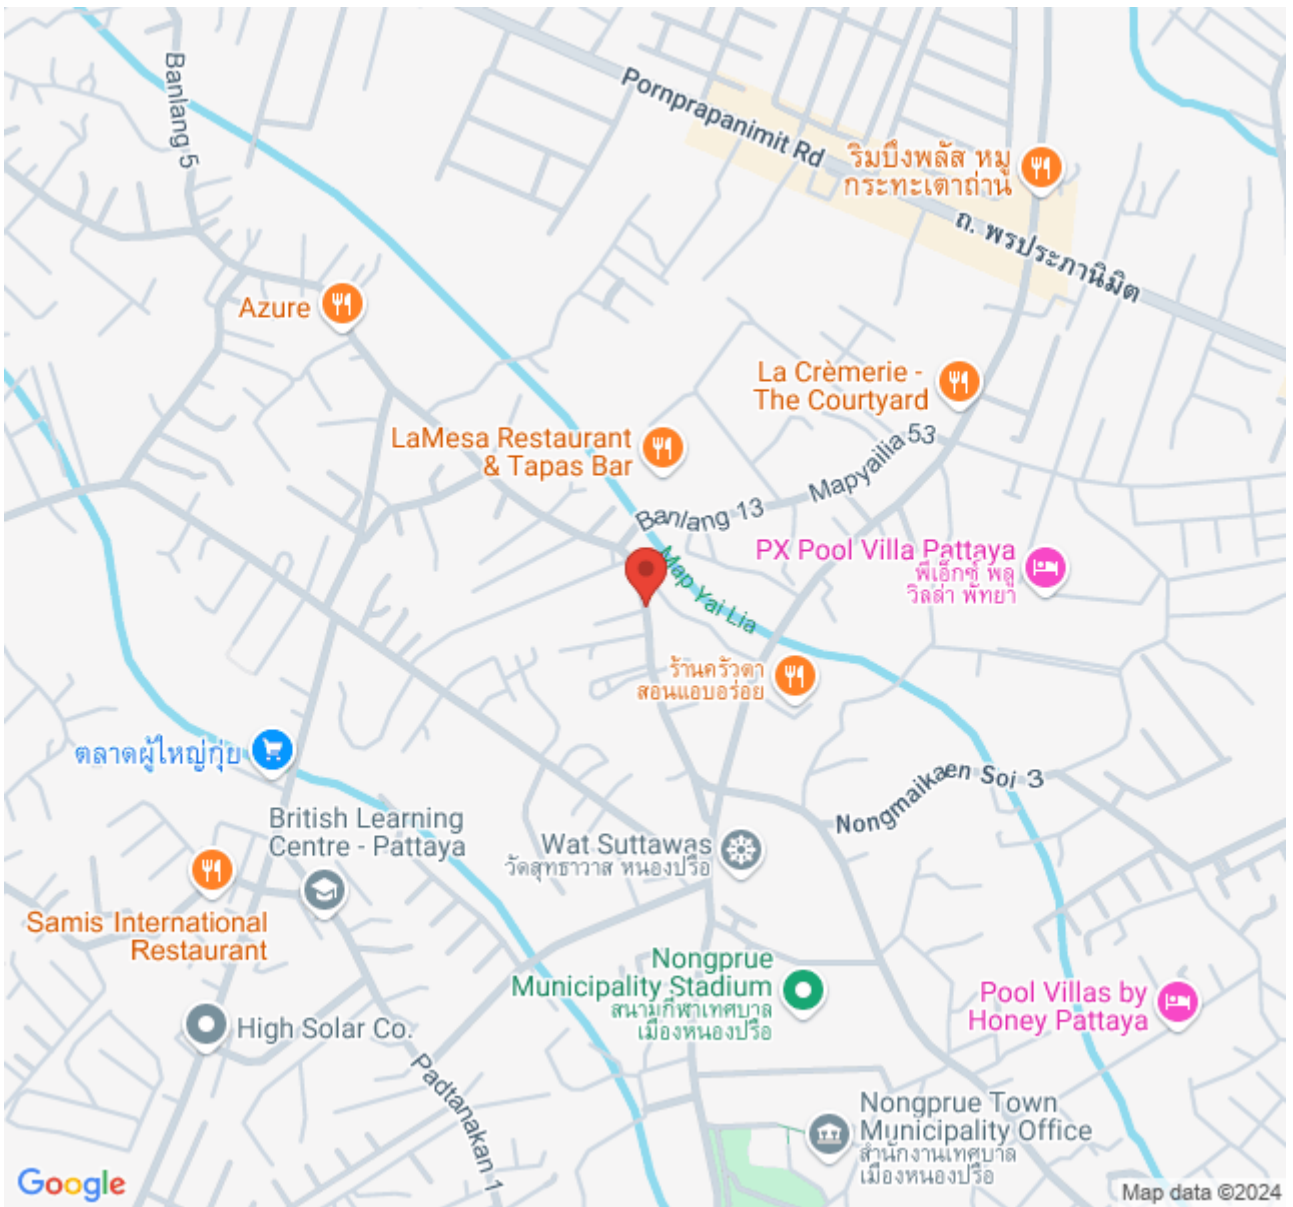 Banlang 5
Pornprapanimit Rd
ริมบึงพลัส หมู
กระทะเตาถ่าน
ถ. พรประภานิมิต
Azure
La Crèmerie -
The Courtyard
LaMesa Restaurant
& Tapas Bar
Mapyailia 53
Banlang 13
PX Pool Villa Pattaya
พีเอ็กซ์ พลู
วิลล่า พัทยา
Map Yai Lia
ร้านครัวดา
สอนแอบอร่อย
ตลาดผู้ใหญ่กุ่ย
Nongmaikaen Soi 3
British Learning
Centre - Pattaya
Wat Suttawas
วัดสุทธาวาส หนองปรือ
Samis International
Restaurant
Nongprue
Municipality Stadium
สนามกีฬาเทศบาล
เมืองหนองปรือ
Pool Villas by
Honey Pattaya
High Solar Co.
Padtanakan 1
Nongprue Town
Municipality Office
สำนักงานเทศบาล
เมืองหนองปรือ
Google
Map data ©2024